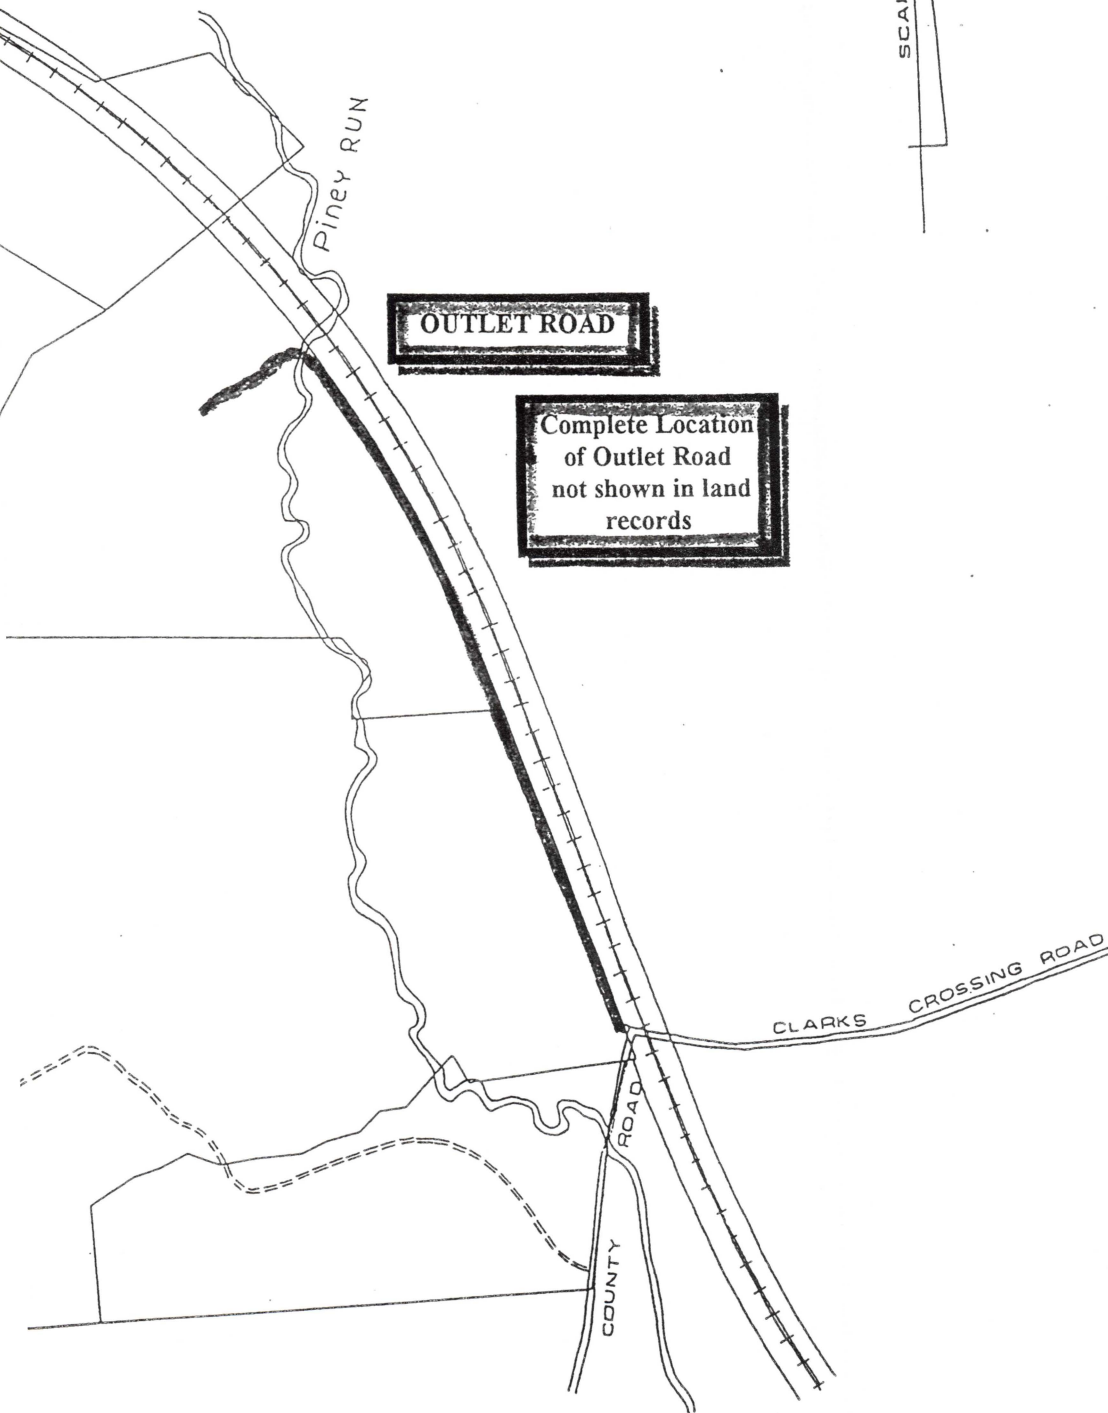 SCA
Piney RUN
OUTLET ROAD
Complete Location
of Outlet Road
not shown in land
records
CLARKS CROSSING ROAD
COUNTY ROAD